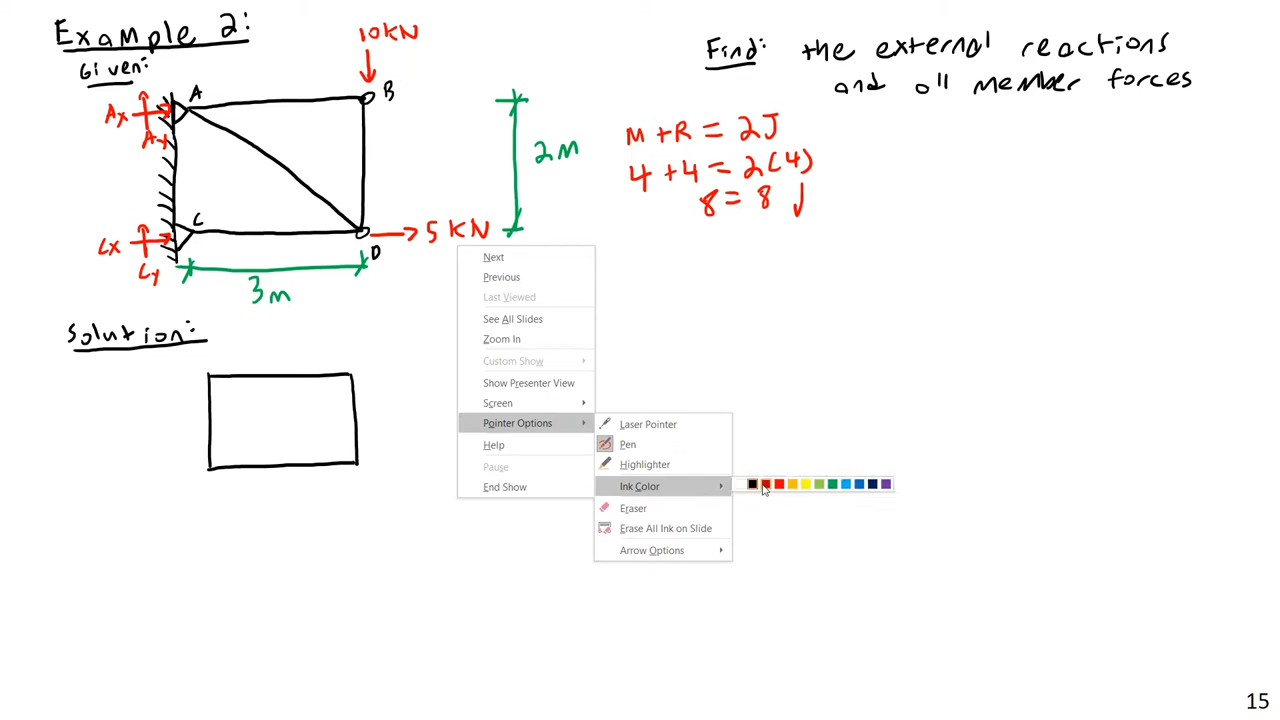 Example 2:
Given:
10KN
Find: the external reactions
and all member forces
A
B
Ax
Ay
M+R = 2J
4+4 = 2(4)
8 = 8
2M
C
D
5 KN
Cx
Cy
3m
Solution:
Next
Previous
Last Viewed
See All Slides
Zoom In
Custom Show
Show Presenter View
Screen
Pointer Options
Help
Pause
End Show
Laser Pointer
Pen
Highlighter
Ink Color
Eraser
Erase All Ink on Slide
Arrow Options
15